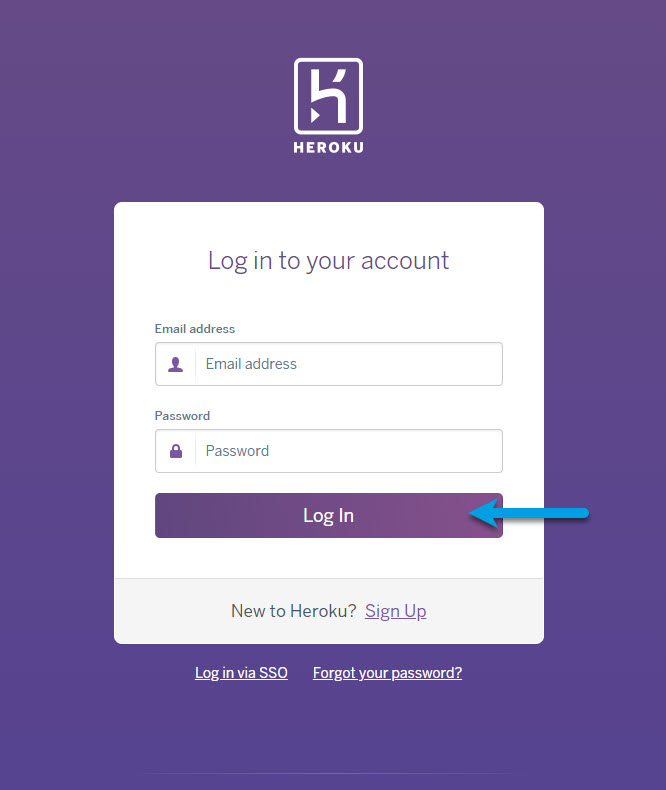 HEROKU
Log in to your account
Email address
Email address
Password
Password
Log In
New to Heroku? Sign Up
Log in via SSO Forgot your password?